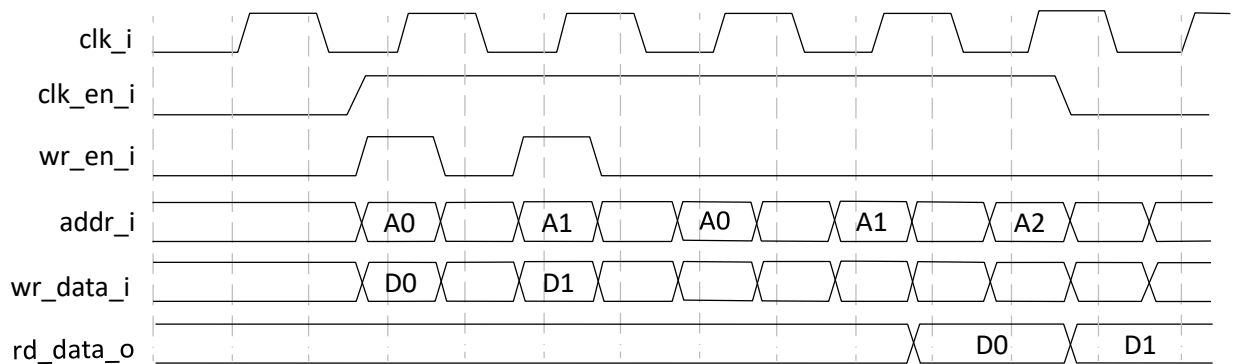 clk_i
clk_en_i
wr_en_i
addr_i A0 A1 A0 A1 A2
wr_data_i D0 D1
rd_data_o D0 D1